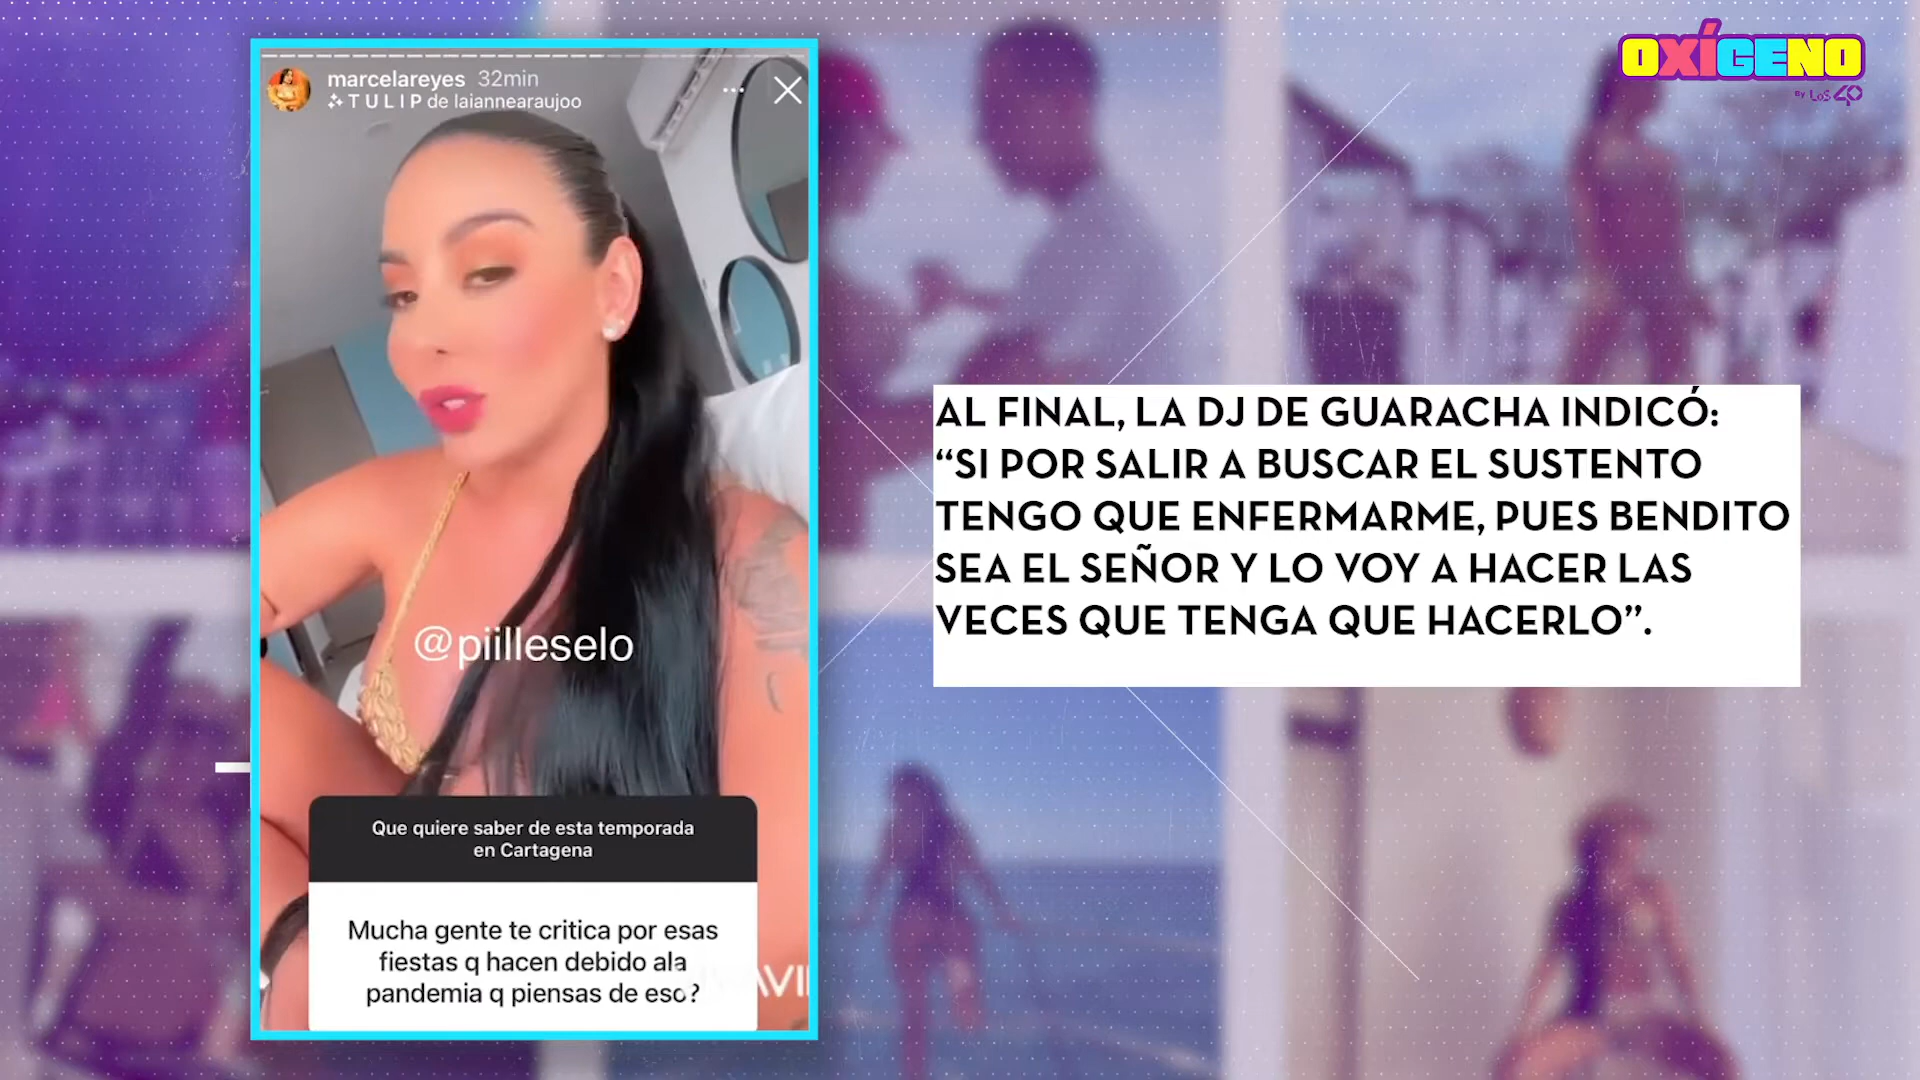 OXÍGENO
By LOS 40
marcelareyes 32min
TULIP de laiannearaujoo
AL FINAL, LA DJ DE GUARACHA INDICÓ:
“SI POR SALIR A BUSCAR EL SUSTENTO
TENGO QUE ENFERMARME, PUES BENDITO
SEA EL SEÑOR Y LO VOY A HACER LAS
VECES QUE TENGA QUE HACERLO”.
@piilleselo
Que quiere saber de esta temporada
en Cartagena
Mucha gente te critica por esas
fiestas q hacen debido ala
pandemia q piensas de eso?